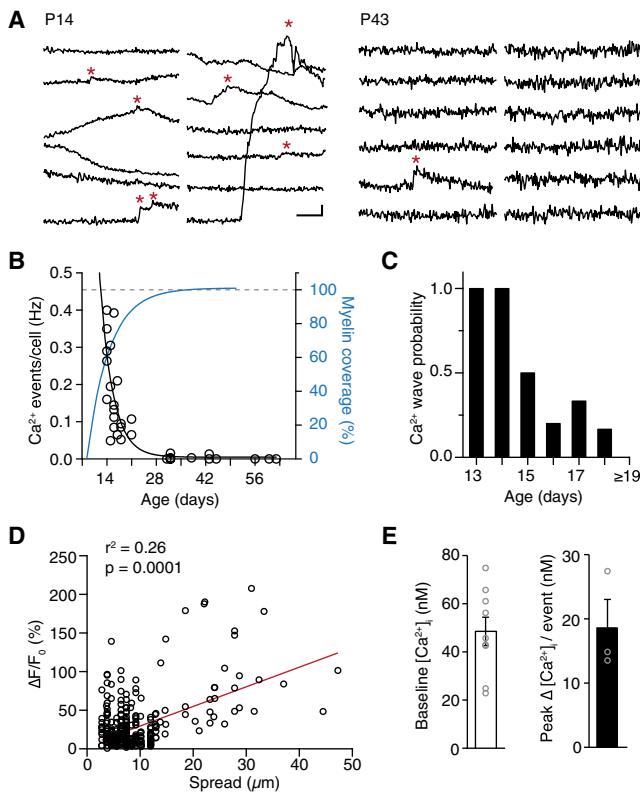 A
P14
P43
*
*
*
*
*
*
*
*
B
0.5
0.4
0.3
0.2
0.1
0.0
Ca²⁺ events/cell (Hz)
100
80
60
40
20
0
Myelin coverage (%)
14
28
42
56
Age (days)
C
1.0
0.5
0.0
Ca²⁺ wave probability
13
15
17
≥19
Age (days)
D
r² = 0.26
p = 0.0001
250
200
150
100
50
0
ΔF/F₀ (%)
0
10
20
30
40
50
Spread (µm)
E
80
60
40
20
0
Baseline [Ca²⁺]ᵢ (nM)
30
20
10
0
Peak Δ [Ca²⁺]ᵢ / event (nM)